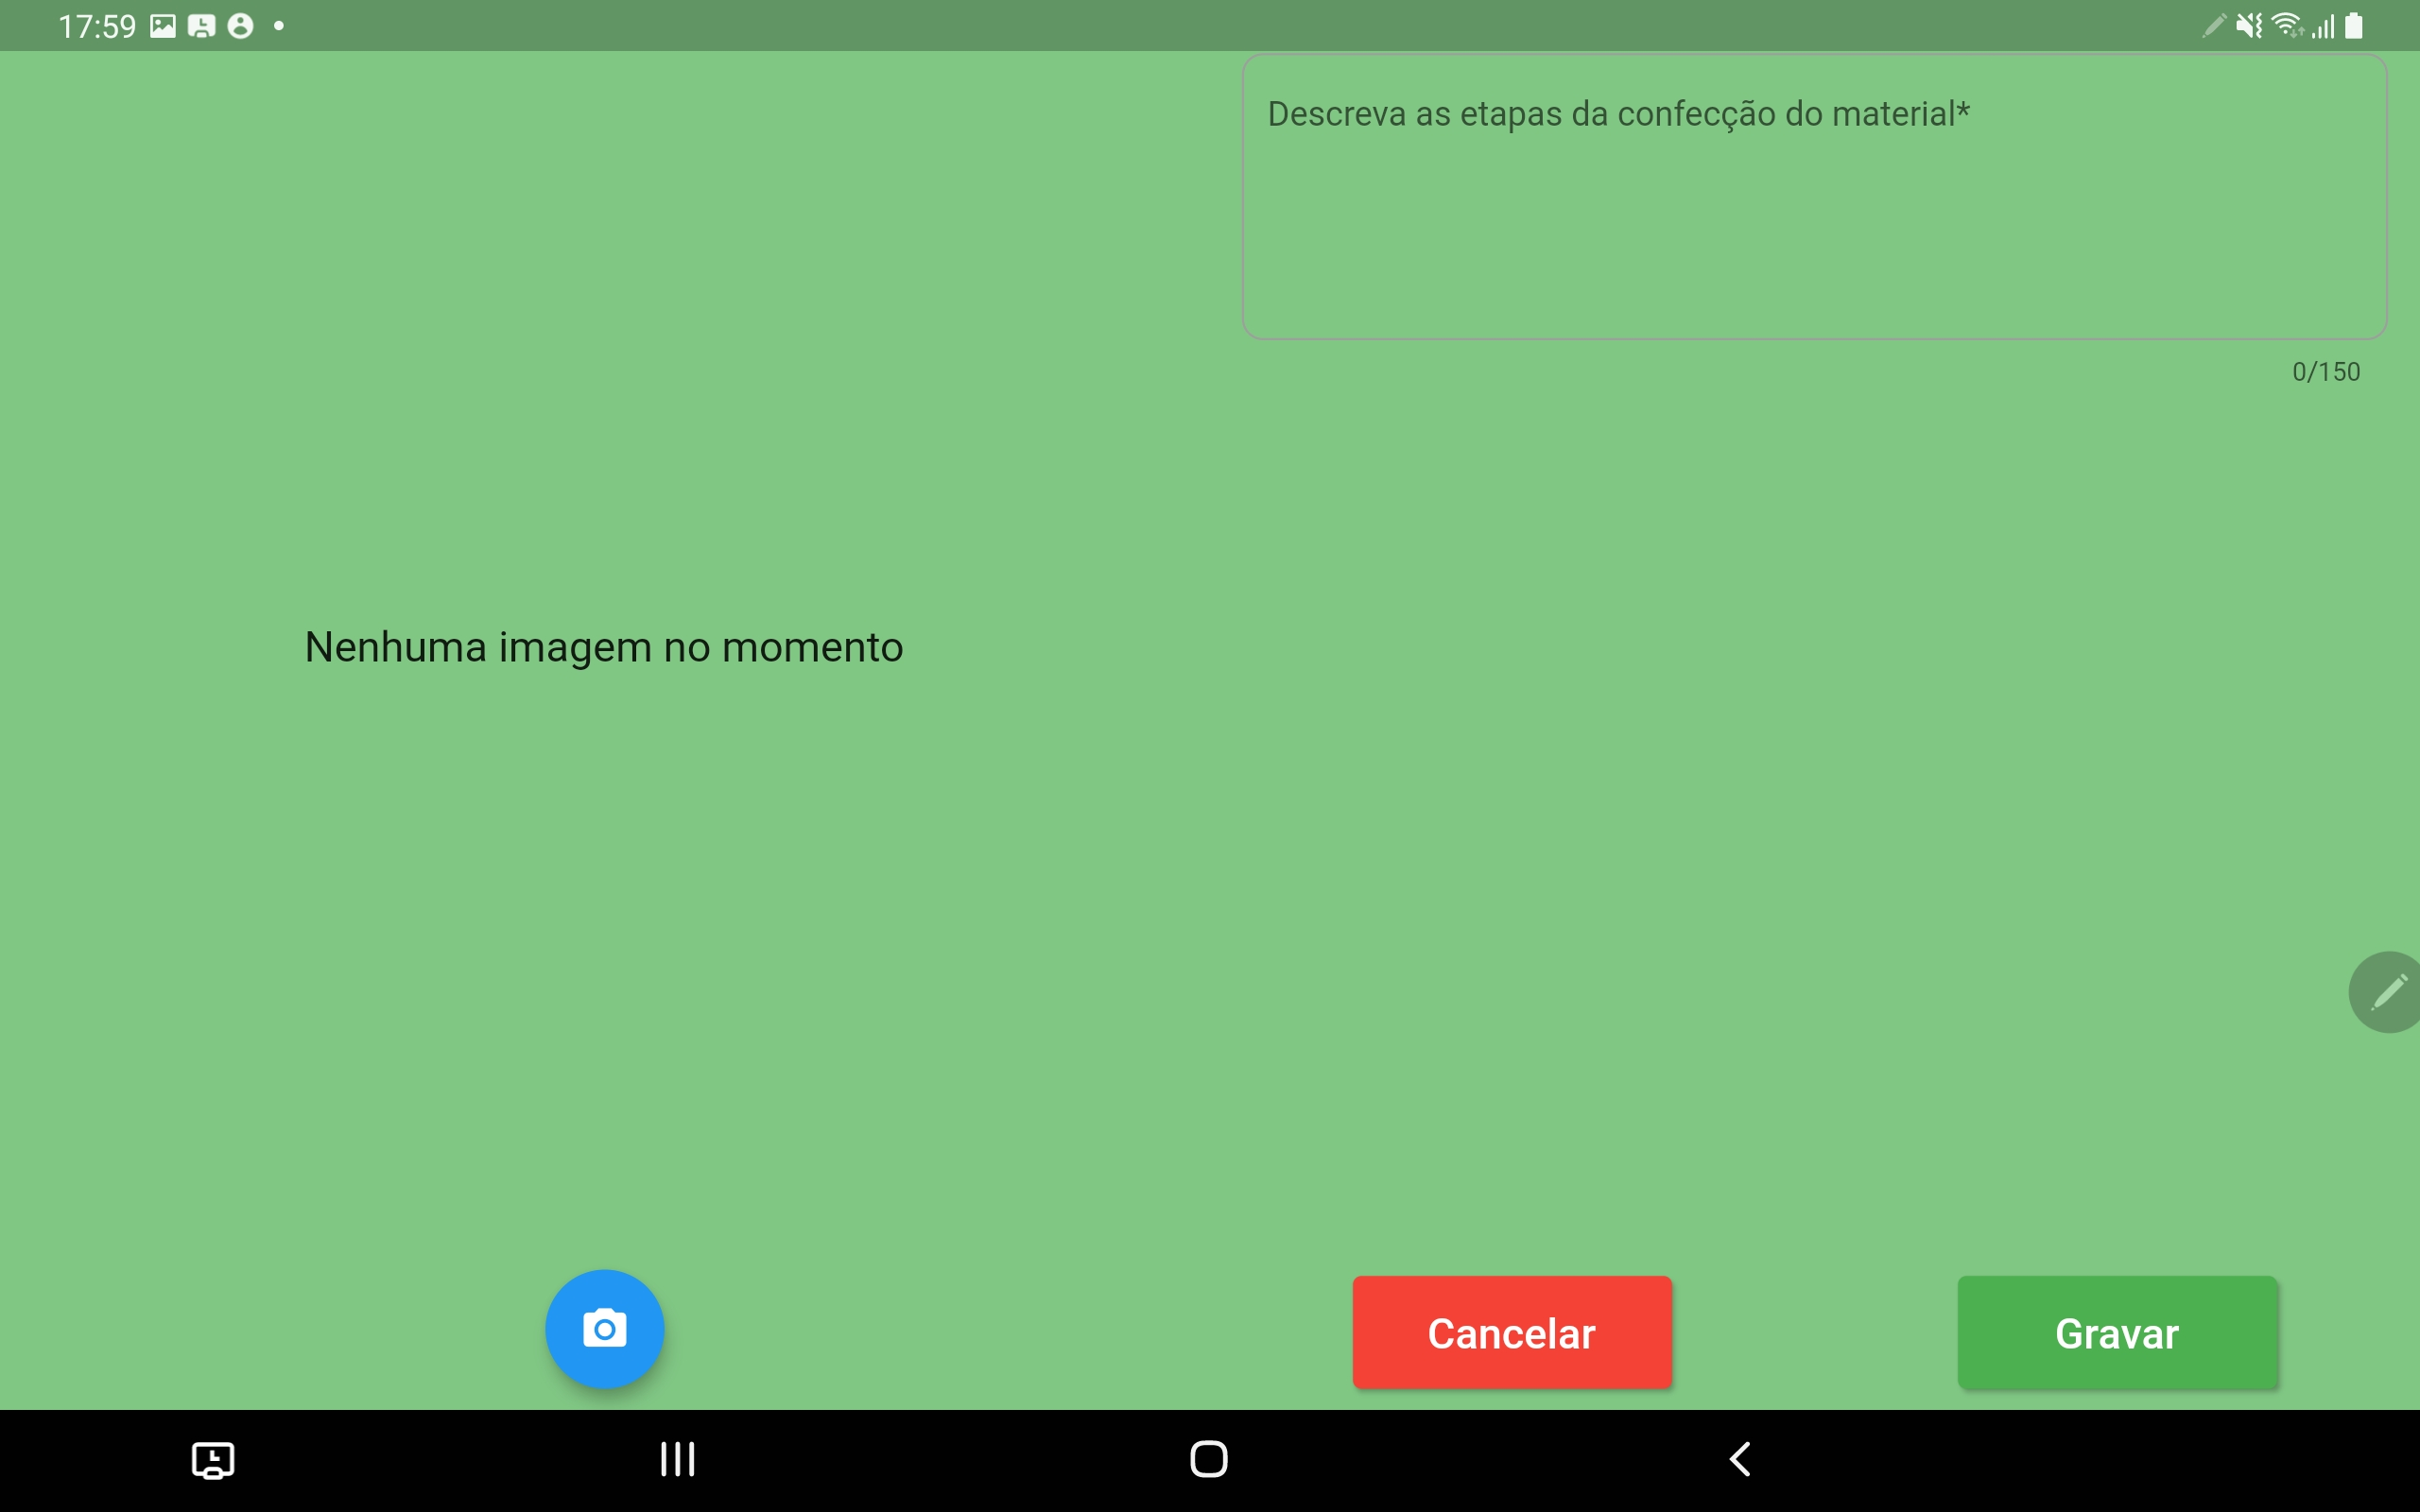 17:59
Descreva as etapas da confecção do material*
0/150
Nenhuma imagem no momento
Cancelar
Gravar